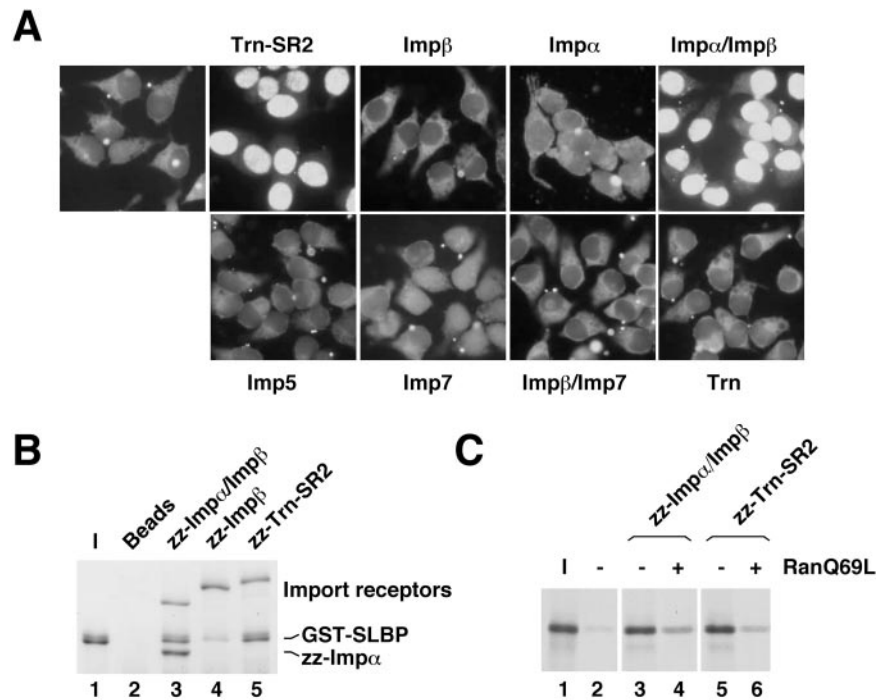 A
Trn-SR2 Impβ Impα Impα/Impβ
Imp5 Imp7 Impβ/Imp7 Trn
B
I Beads zz-Impα/Impβ zz-Impβ zz-Trn-SR2
Import receptors
GST-SLBP
zz-Impα
1 2 3 4 5
C
zz-Impα/Impβ zz-Trn-SR2
I - - + - + RanQ69L
1 2 3 4 5 6